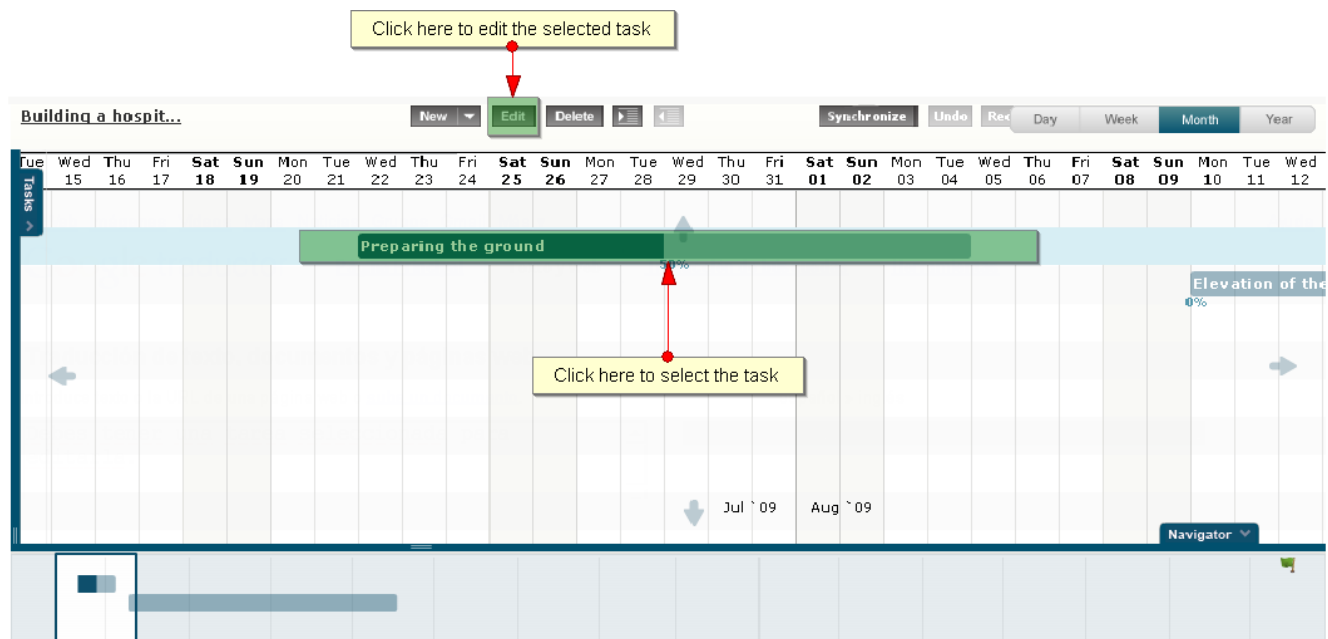 Click here to edit the selected task
Building a hospit...
New Edit Delete Synchronize Undo Day Week Month Year
Tue Wed Thu Fri Sat Sun Mon Tue Wed Thu Fri Sat Sun Mon Tue Wed Thu Fri Sat Sun Mon Tue Wed Thu Fri Sat Sun Mon Tue Wed
15 16 17 18 19 20 21 22 23 24 25 26 27 28 29 30 31 01 02 03 04 05 06 07 08 09 10 11 12
Tasks
Preparing the ground
50%
Elevation of the
0%
Click here to select the task
Jul `09 Aug `09
Navigator